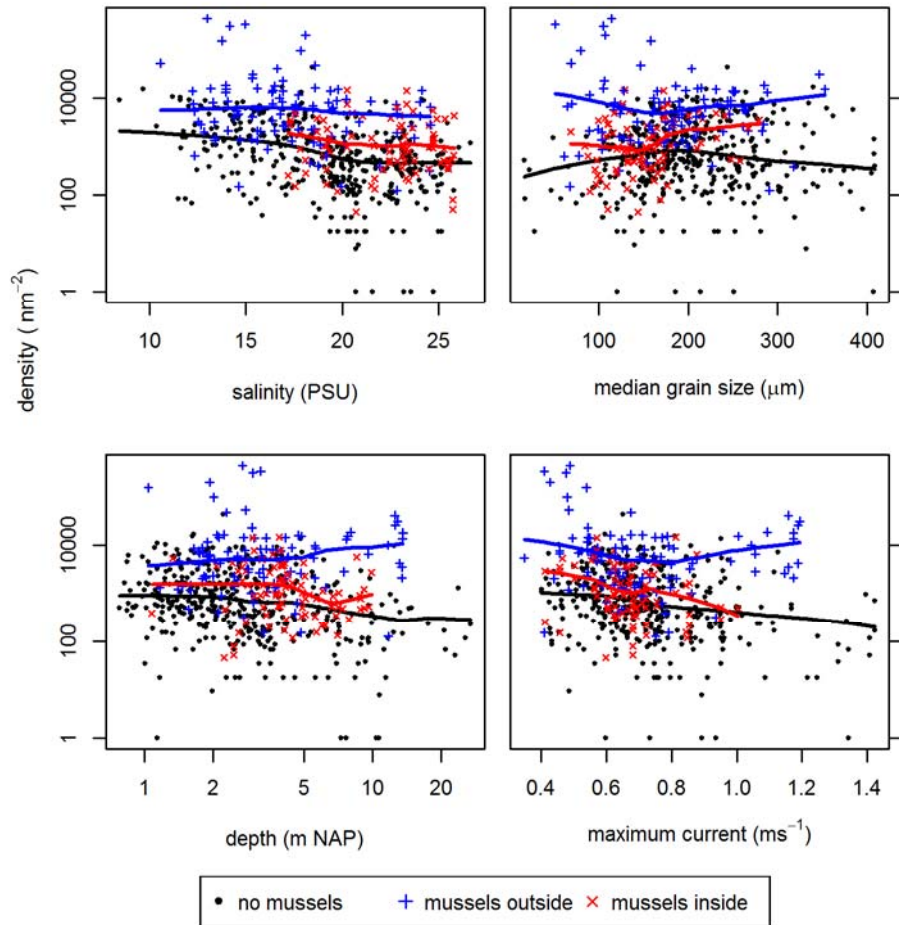 density ( nm⁻²)
1 100 10000
10 15 20 25
salinity (PSU)
100 200 300 400
median grain size (μm)
1 100 10000
1 2 5 10 20
depth (m NAP)
0.4 0.6 0.8 1.0 1.2 1.4
maximum current (ms⁻¹)
no mussels mussels outside mussels inside